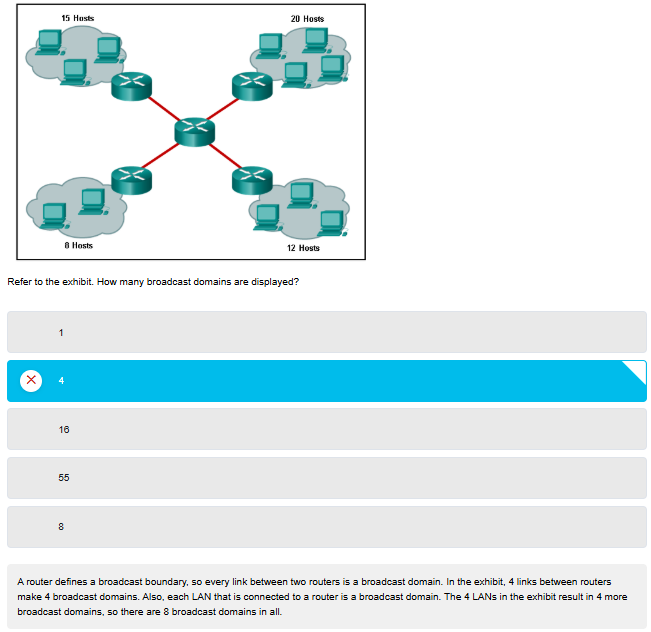 15 Hosts
20 Hosts
8 Hosts
12 Hosts
Refer to the exhibit. How many broadcast domains are displayed?
1
4
16
55
8
A router defines a broadcast boundary, so every link between two routers is a broadcast domain. In the exhibit, 4 links between routers
make 4 broadcast domains. Also, each LAN that is connected to a router is a broadcast domain. The 4 LANs in the exhibit result in 4 more
broadcast domains, so there are 8 broadcast domains in all.